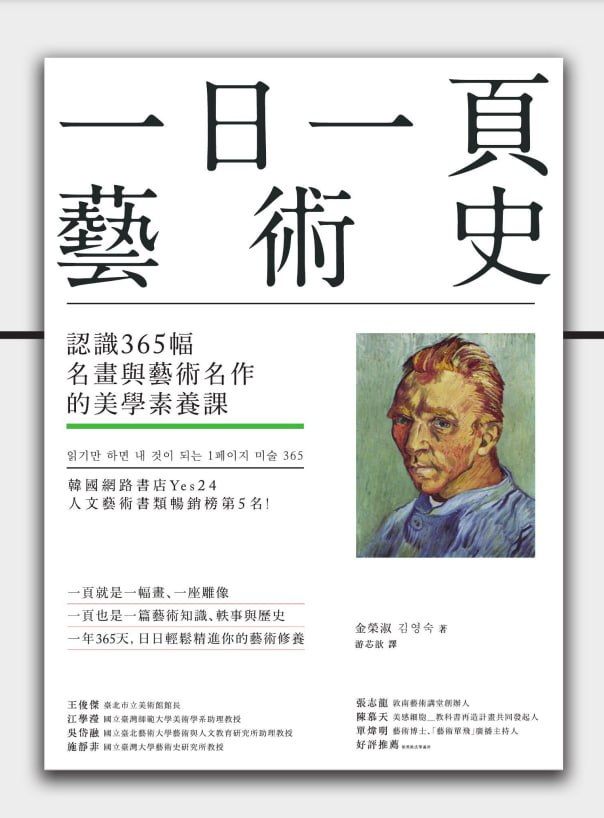 一日一頁
藝術史
認識365幅
名畫與藝術名作
的美學素養課
읽기만 하면 내 것이 되는 1페이지 미술 365
韓國網路書店Yes24
人文藝術書類暢銷榜第5名!
一頁就是一幅畫、一座雕像
一頁也是一篇藝術知識、軼事與歷史
一年365天, 日日輕鬆精進你的藝術修養
金榮淑 김영숙 著
游芯歆 譯
王俊傑 臺北市立美術館館長
江學瀅 國立臺灣師範大學美術學系助理教授
吳岱融 國立臺北藝術大學藝術與人文教育研究所助理教授
施靜菲 國立臺灣大學藝術史研究所教授
張志龍 敦南藝術講堂創辦人
陳慕天 美感細胞__教科書再造計畫共同發起人
單煒明 藝術博士、「藝術單飛」廣播主持人
好評推薦